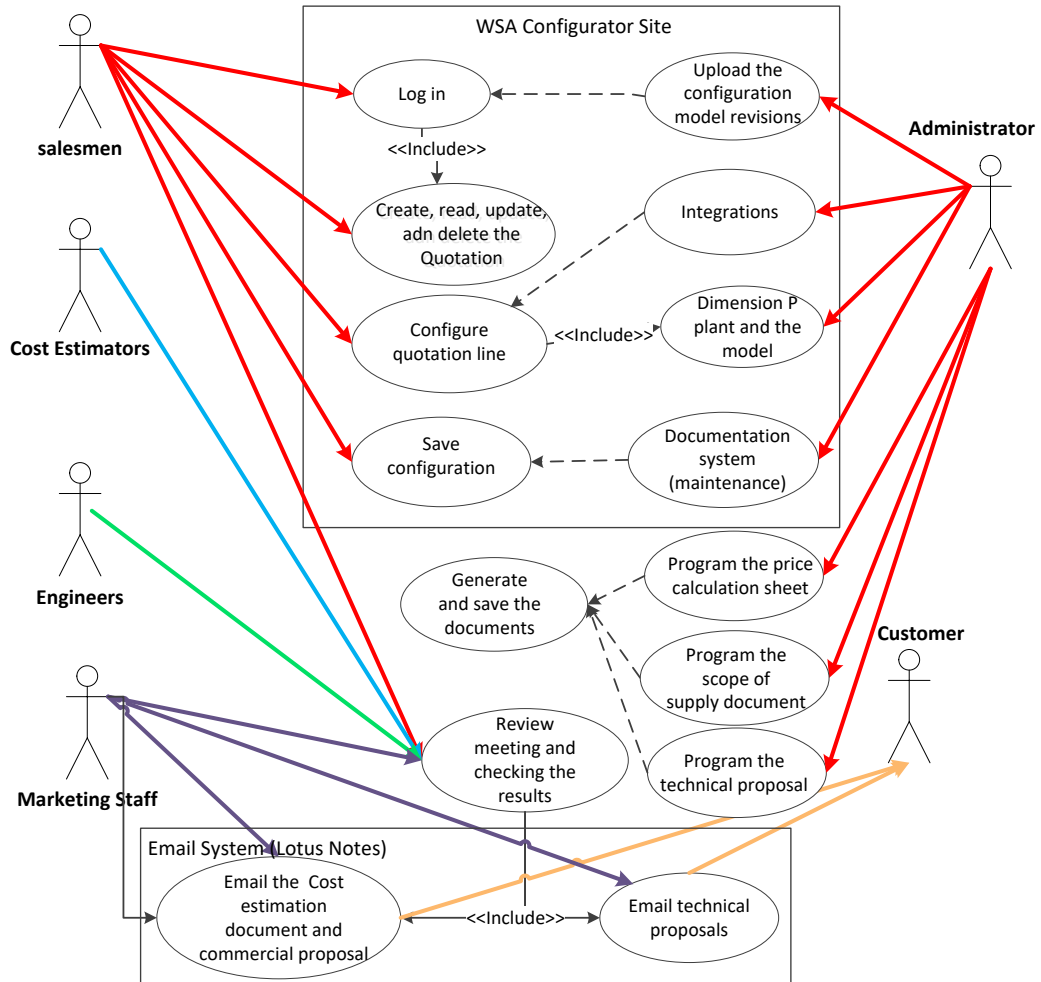 WSA Configurator Site
Log in
Upload the
configuration
model revisions
salesmen
Administrator
<<Include>>
Create, read, update,
adn delete the
Quotation
Integrations
Cost Estimators
Configure
quotation line
<<Include>>
Dimension P
plant and the
model
Save
configuration
Documentation
system
(maintenance)
Engineers
Generate
and save the
documents
Program the price
calculation sheet
Customer
Program the
scope of
supply document
Marketing Staff
Review
meeting and
checking the
results
Program the
technical proposal
Email System (Lotus Notes)
Email the Cost
estimation
document and
commercial proposal
<<Include>>
Email technical
proposals